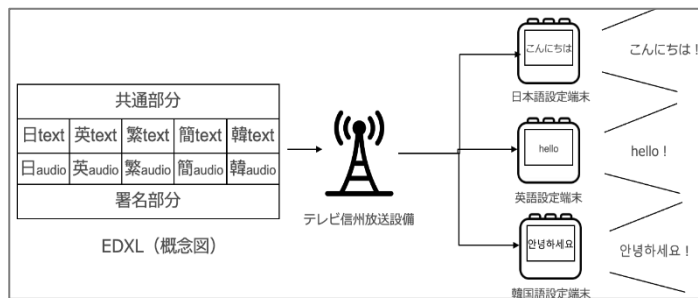 共通部分
日text 英text 繁text 簡text 韓text
日audio 英audio 繁audio 簡audio 韓audio
署名部分
EDXL（概念図）
テレビ信州放送設備
こんにちは
こんにちは！
日本語設定端末
hello
hello！
英語設定端末
안녕하세요
안녕하세요！
韓国語設定端末